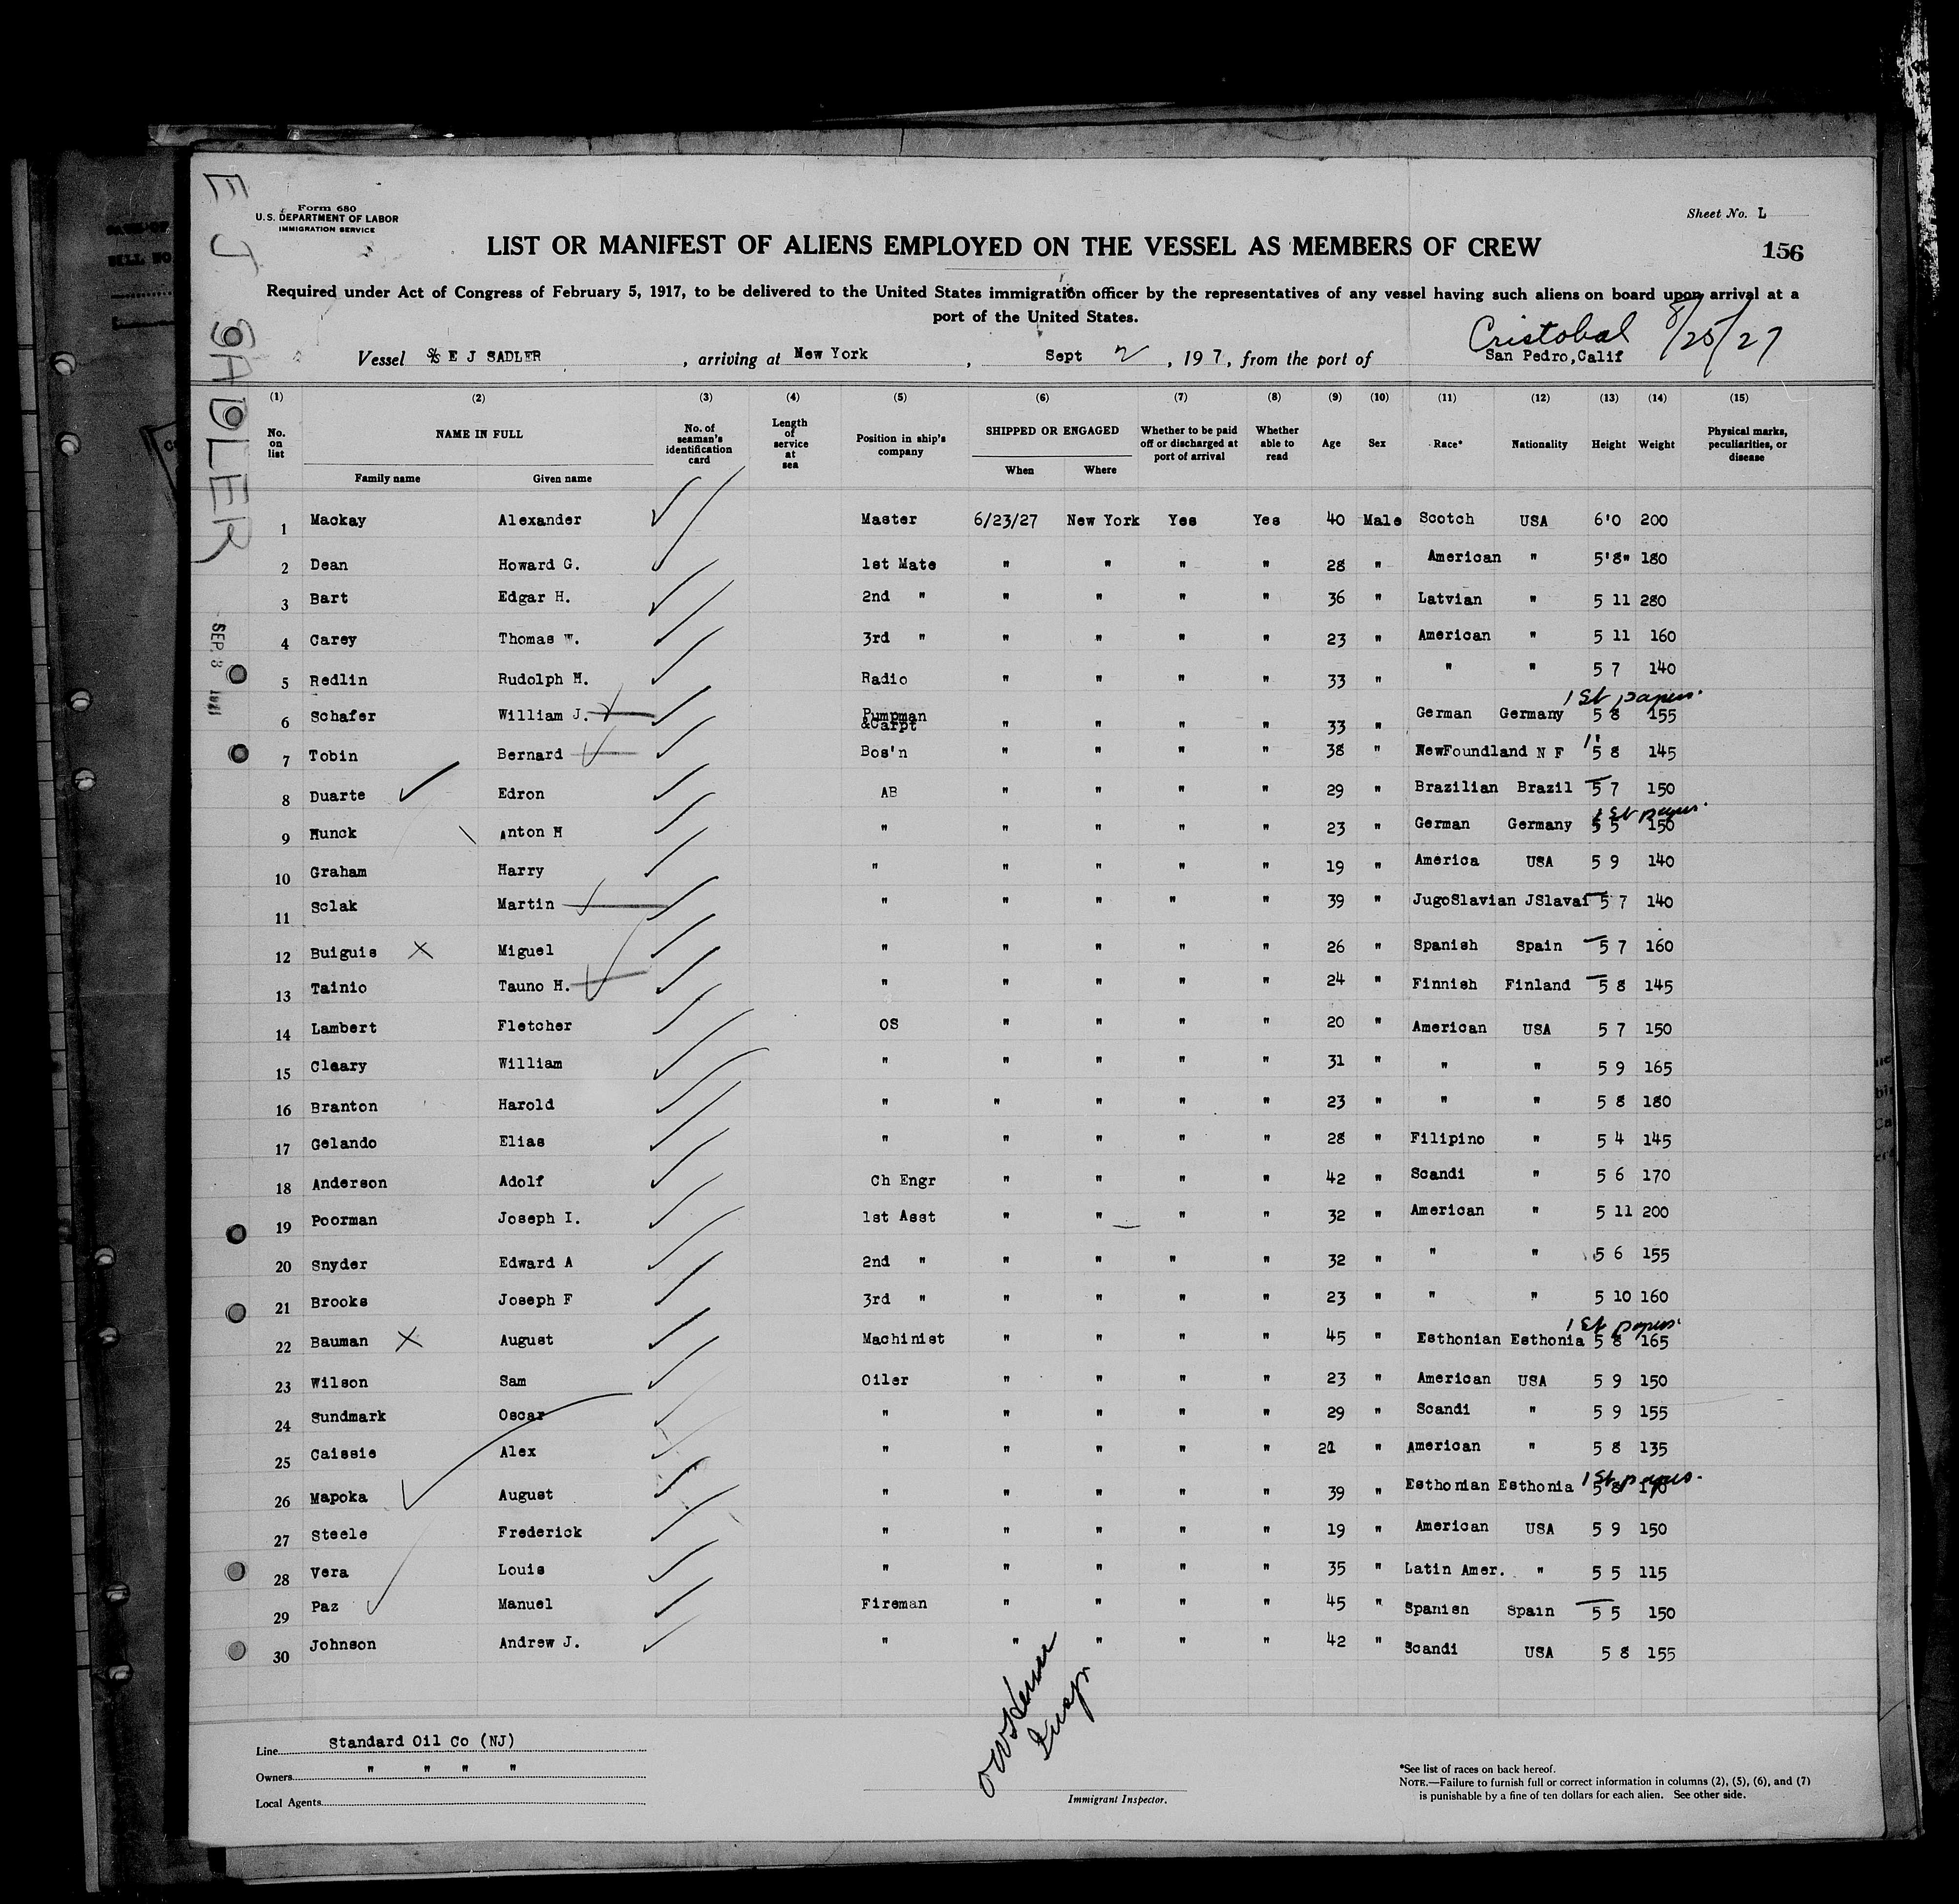 E J SADLER
SEP 8
Form 680
U.S. DEPARTMENT OF LABOR
IMMIGRATION SERVICE
Sheet No. L
LIST OR MANIFEST OF ALIENS EMPLOYED ON THE VESSEL AS MEMBERS OF CREW
156
Required under Act of Congress of February 5, 1917, to be delivered to the United States immigration officer by the representatives of any vessel having such aliens on board upon arrival at a
port of the United States.
Cristobal 8/25/27
Vessel E J SADLER, arriving at New York, Sept 2, 19 7, from the port of San Pedro, Calif
(1) (2) (3) (4) (5) (6) (7) (8) (9) (10) (11) (12) (13) (14) (15)
No. on list NAME IN FULL No. of seaman's identification card Length of service at sea Position in ship's company SHIPPED OR ENGAGED Whether to be paid off or discharged at port of arrival Whether able to read Age Sex Race* Nationality Height Weight Physical marks, peculiarities, or disease
Family name Given name When Where
1 Mackay Alexander Master 6/23/27 New York Yes Yes 40 Male Scotch USA 6'0 200
2 Dean Howard G. 1st Mate " " " " 28 " American " 5'8" 180
3 Bart Edgar H. 2nd " " " " " 36 " Latvian " 5 11 280
4 Carey Thomas W. 3rd " " " " " 23 " American " 5 11 160
5 Redlin Rudolph M. Radio " " " " 33 " " " 5 7 140
1st papers.
6 Schafer William J. Pumpman &Carpt " " " " 33 " German Germany 5 8 155
7 Tobin Bernard Bos'n " " " " 38 " NewFoundland N F 5 8 145
8 Duarte Edron AB " " " " 29 " Brazilian Brazil 5 7 150
1st papers.
9 Munck Anton M " " " " " 23 " German Germany 5 5 150
10 Graham Harry " " " " " 19 " America USA 5 9 140
11 Sclak Martin " " " " " 39 " JugoSlavian JSlavai 5 7 140
12 Buiguis Miguel " " " " " 26 " Spanish Spain 5 7 160
13 Tainio Tauno H. " " " " " 24 " Finnish Finland 5 8 145
14 Lambert Fletcher OS " " " " 20 " American USA 5 7 150
15 Cleary William " " " " " 31 " " " 5 9 165
16 Branton Harold " " " " " 23 " " " 5 8 180
17 Gelando Elias " " " " " 28 " Filipino " 5 4 145
18 Anderson Adolf Ch Engr " " " " 42 " Scandi " 5 6 170
19 Poorman Joseph I. 1st Asst " " " " 32 " American " 5 11 200
20 Snyder Edward A 2nd " " " " " 32 " " " 5 6 155
21 Brooks Joseph F 3rd " " " " " 23 " " " 5 10 160
1st papers.
22 Bauman August Machinist " " " " 45 " Esthonian Esthonia 5 8 165
23 Wilson Sam Oiler " " " " 23 " American USA 5 9 150
24 Sundmark Oscar " " " " " 29 " Scandi " 5 9 155
25 Caissie Alex " " " " " 21 " American " 5 8 135
1st papers.
26 Mapoka August " " " " " 39 " Esthonian Esthonia 5 8 170
27 Steele Frederick " " " " " 19 " American USA 5 9 150
28 Vera Louis " " " " " 35 " Latin Amer. " 5 5 115
29 Paz Manuel Fireman " " " " 45 " Spanish Spain 5 5 150
30 Johnson Andrew J. " " " " " 42 " Scandi USA 5 8 155
Line Standard Oil Co (NJ)
Owners " " " "
Local Agents
Insp
Immigrant Inspector.
*See list of races on back hereof.
NOTE.—Failure to furnish full or correct information in columns (2), (5), (6), and (7)
is punishable by a fine of ten dollars for each alien. See other side.